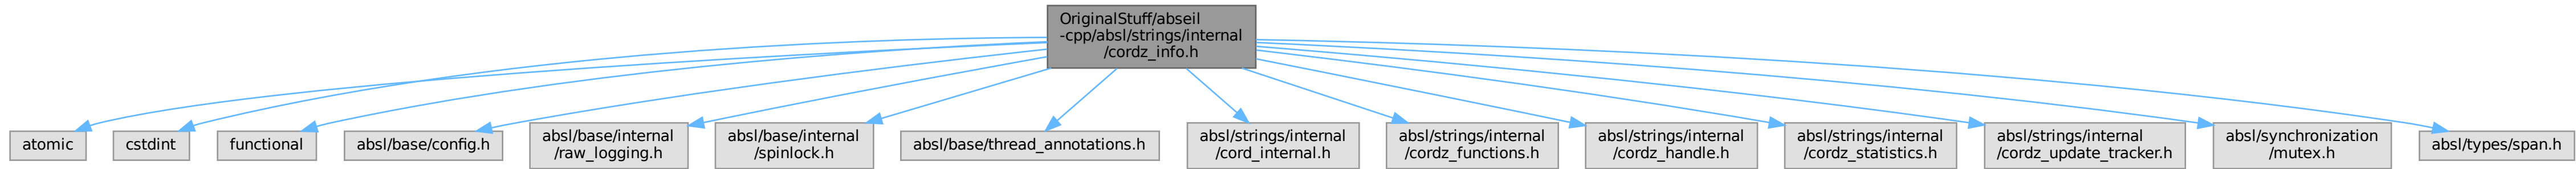 OriginalStuff/abseil
-cpp/absl/strings/internal
/cordz_info.h
atomic
cstdint
functional
absl/base/config.h
absl/base/internal
/raw_logging.h
absl/base/internal
/spinlock.h
absl/base/thread_annotations.h
absl/strings/internal
/cord_internal.h
absl/strings/internal
/cordz_functions.h
absl/strings/internal
/cordz_handle.h
absl/strings/internal
/cordz_statistics.h
absl/strings/internal
/cordz_update_tracker.h
absl/synchronization
/mutex.h
absl/types/span.h